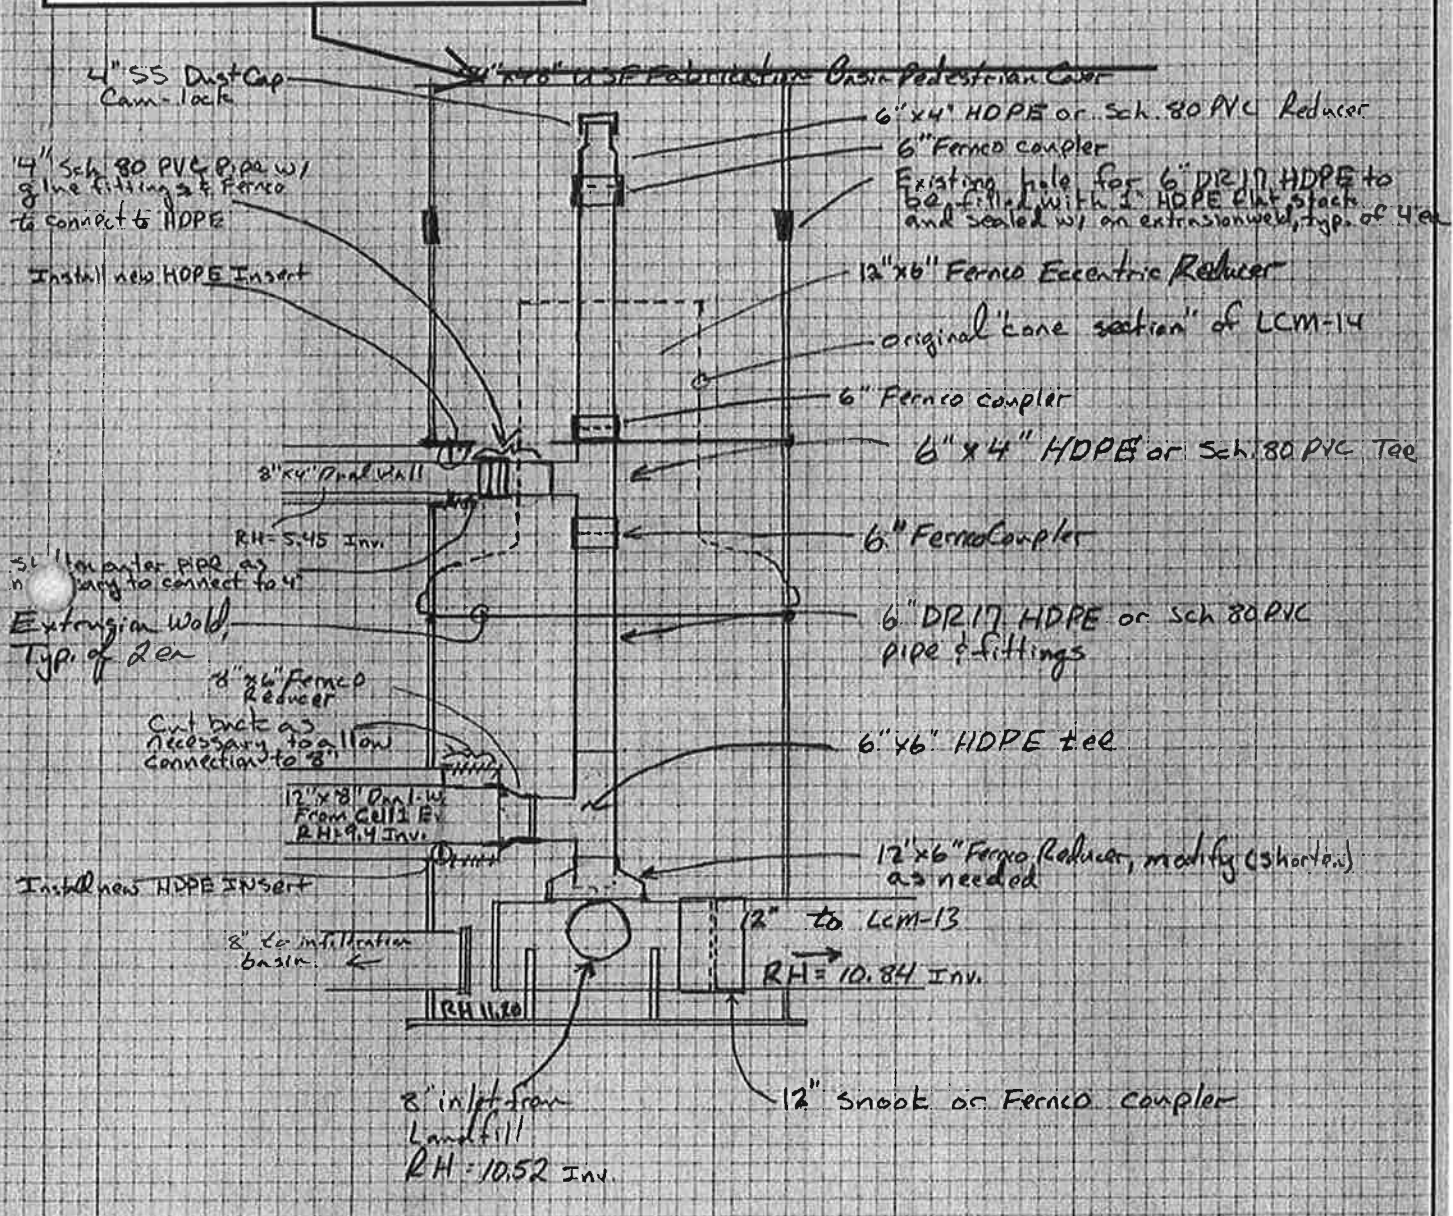 USF Fabrication Basin Pedestrian Cover
4" SS Dust Cap
Cam-lock
6"x4" HDPE or Sch. 80 PVC Reducer
6" Fernco coupler
Existing hole for 6" DR17 HDPE to
be filled with 1" HDPE flat stock
and sealed w/ an extrusion weld, typ. of 4 ea
4" Sch. 80 PVC Pipe w/
glue fittings & Fernco
to connect to HDPE
Install new HDPE Insert
12"x6" Fernco Eccentric Reducer
original "cone section" of LCM-14
6" Fernco coupler
6" x 4" HDPE or Sch. 80 PVC Tee
8"x4" Dual Wall
RH= 5.45 Inv.
6" Fernco Coupler
outer pipe as
to connect to 4"
Extrusion Weld,
Typ. of 2 ea
6" DR17 HDPE or Sch 80 PVC
pipe & fittings
8"x6" Fernco
Reducer
Cut back as
necessary to allow
connection to 8"
6"x6" HDPE tee
12"x8" Dual-W
From Cell 1 Ev
RH=9.4 Inv.
12"x6" Fernco Reducer, modify (shorten)
as needed
Install new HDPE INsert
12" to Lcm-13
8" to infiltration
basin
RH= 10.84 Inv.
RH 11.20
8" inlet from
Landfill
RH = 10.52 Inv.
12" snook or Fernco coupler